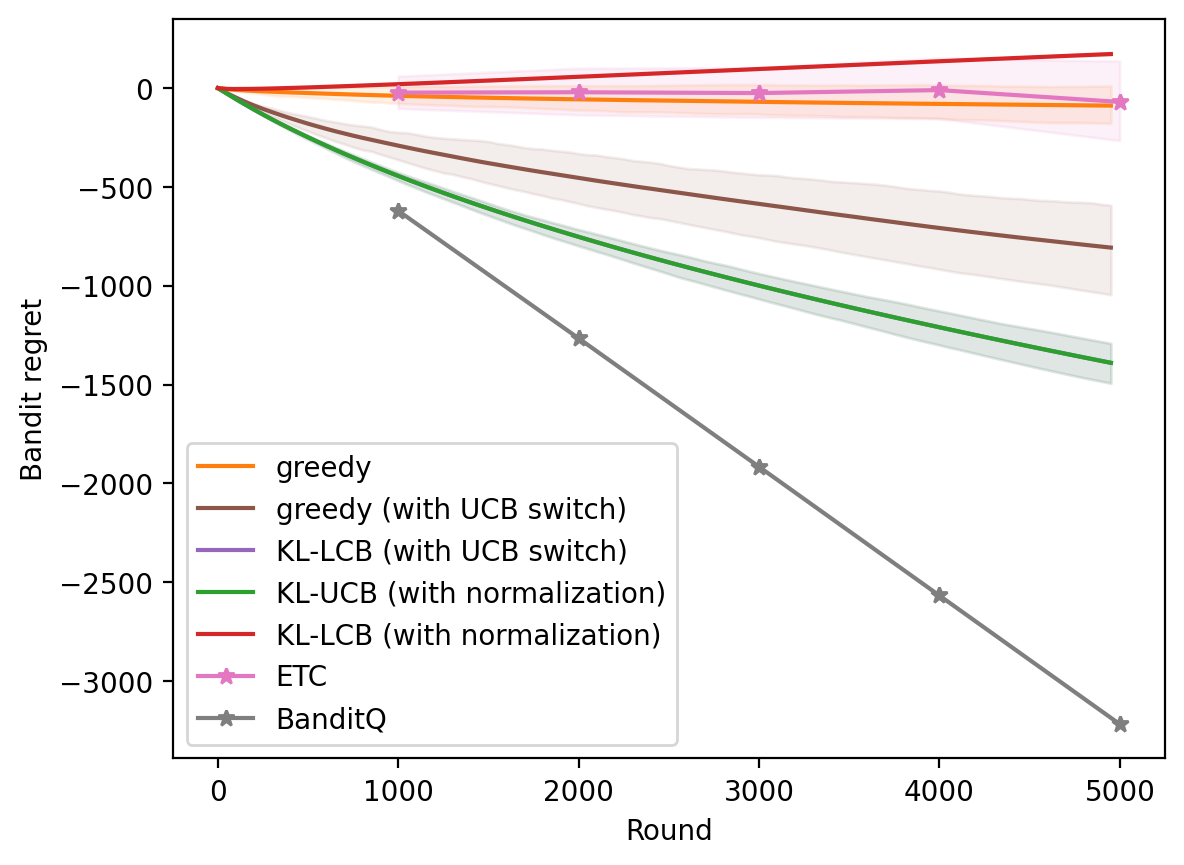 0
−500
−1000
−1500
−2000
−2500
−3000
Bandit regret
greedy
greedy (with UCB switch)
KL-LCB (with UCB switch)
KL-UCB (with normalization)
KL-LCB (with normalization)
ETC
BanditQ
0 1000 2000 3000 4000 5000
Round